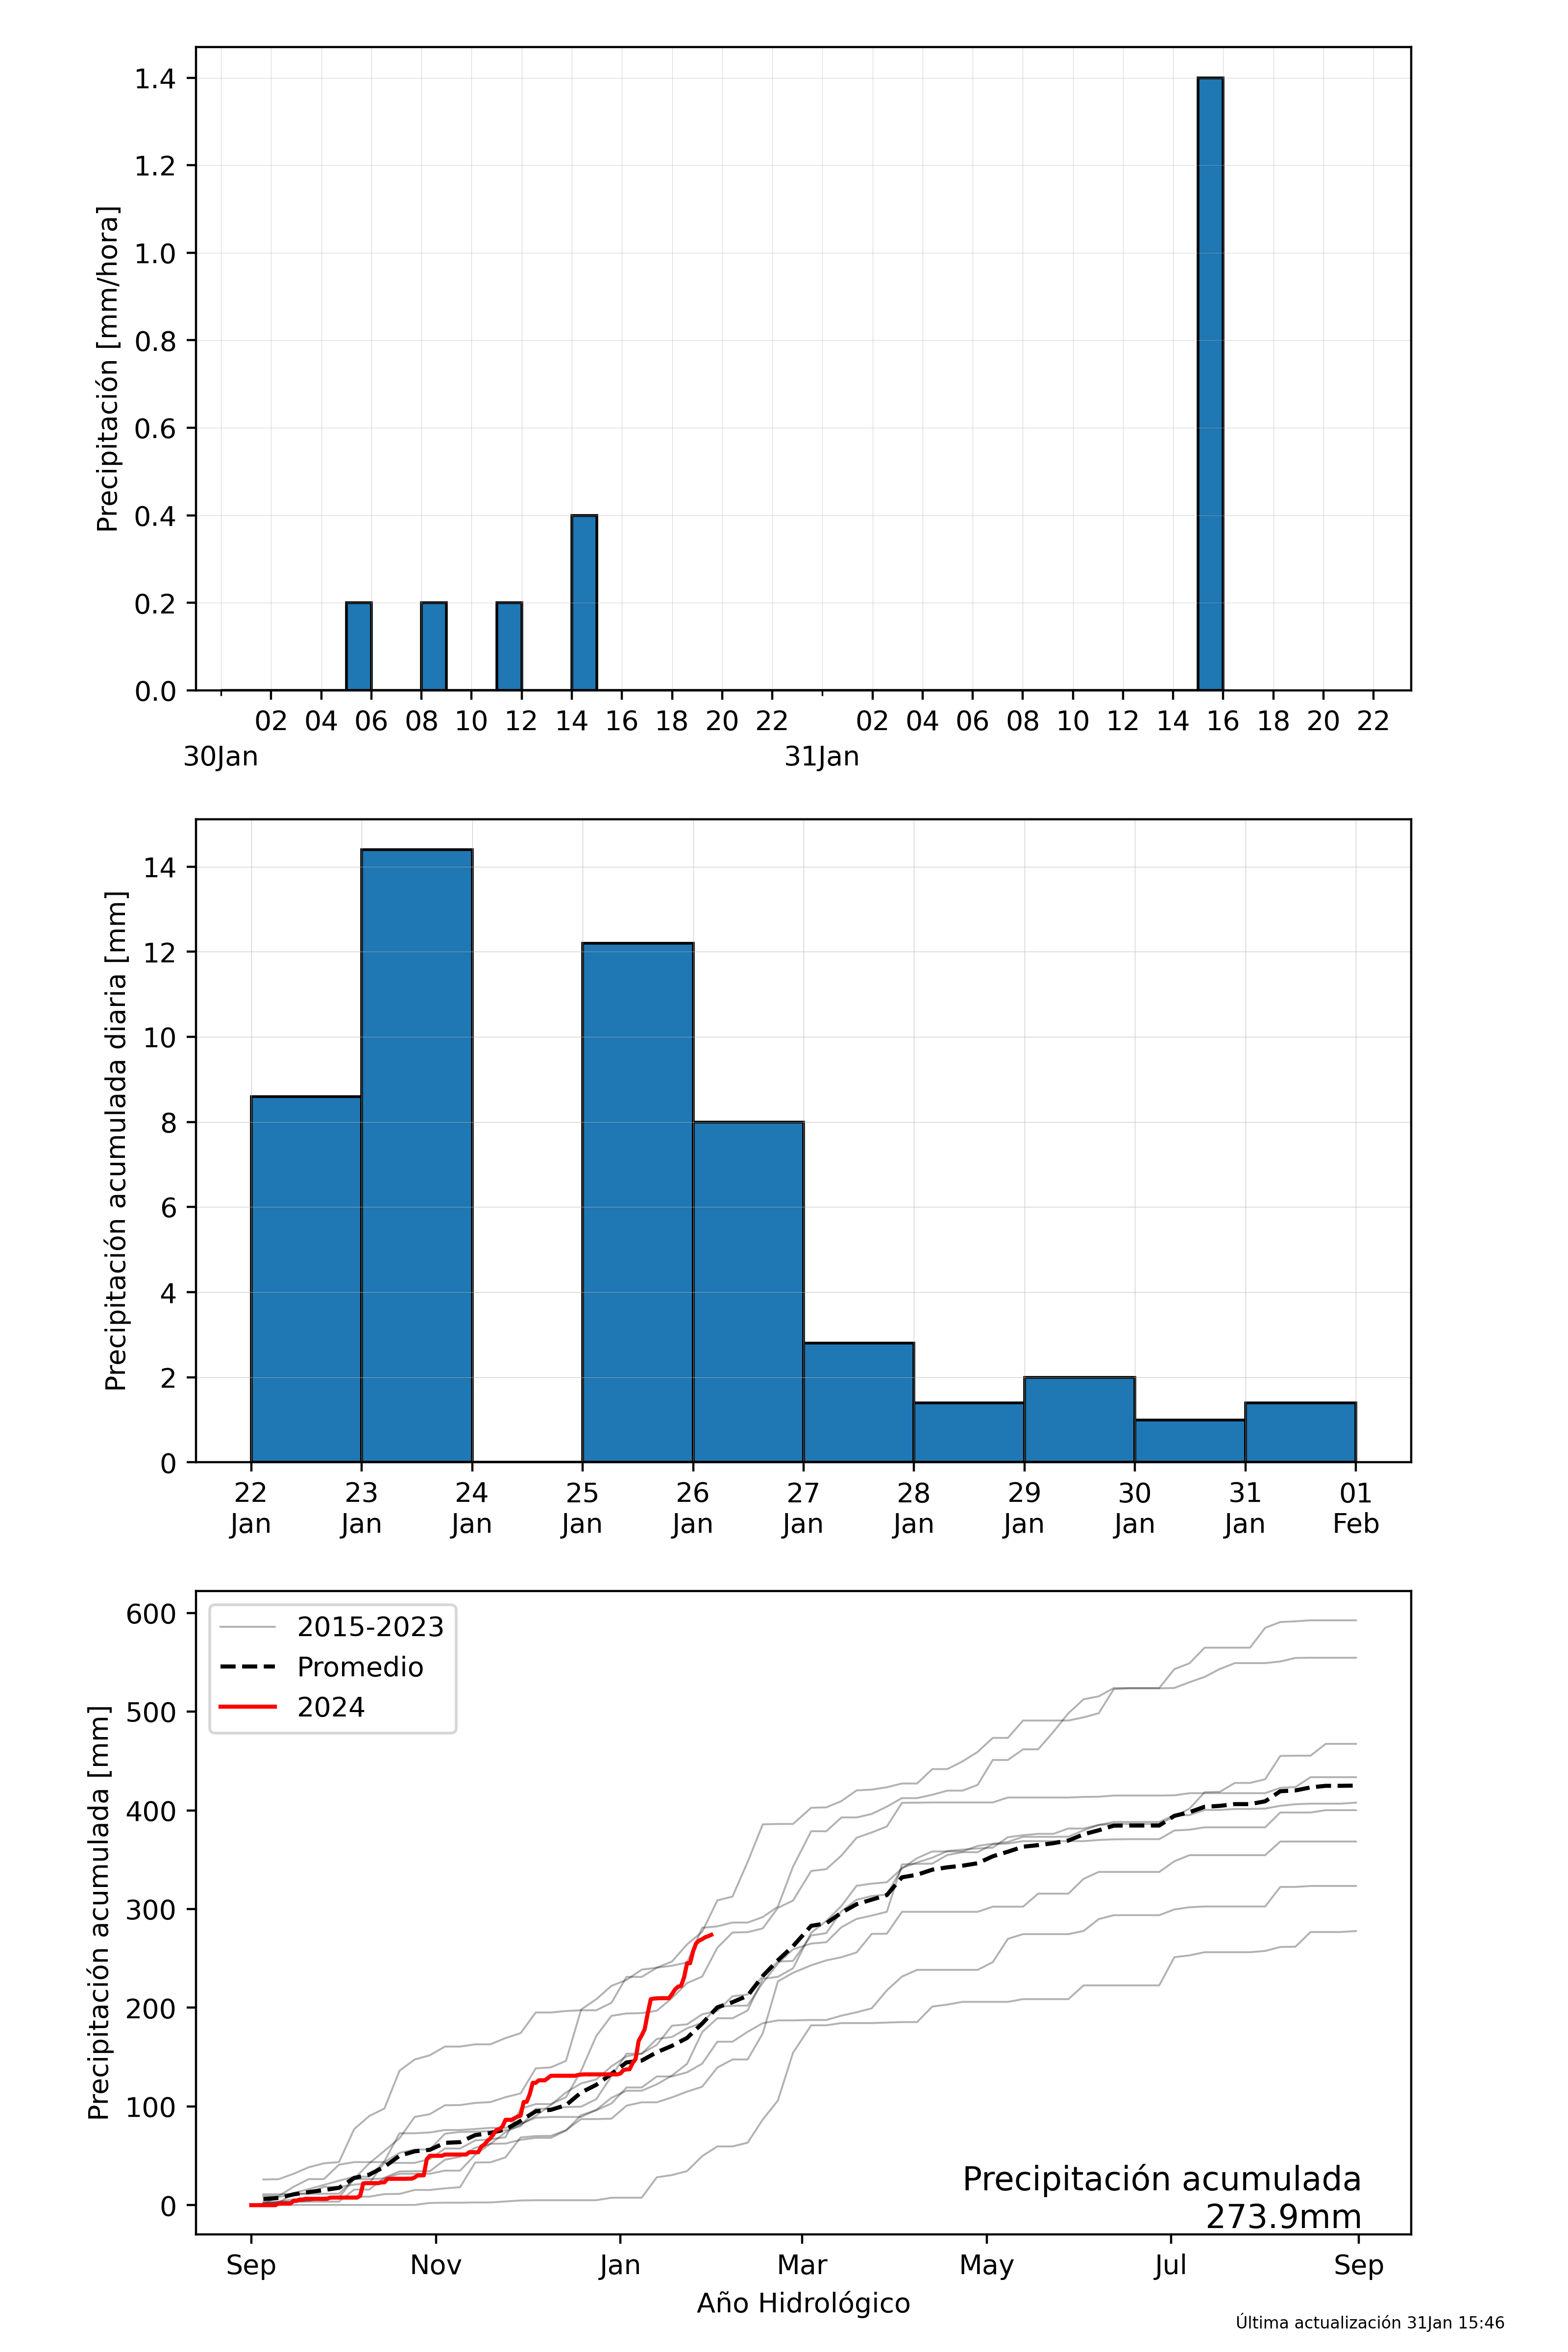 Precipitación [mm/hora]
1.4
1.2
1.0
0.8
0.6
0.4
0.2
0.0
02 04 06 08 10 12 14 16 18 20 22 02 04 06 08 10 12 14 16 18 20 22
30Jan 31Jan
Precipitación acumulada diaria [mm]
14
12
10
8
6
4
2
0
22 23 24 25 26 27 28 29 30 31 01
Jan Jan Jan Jan Jan Jan Jan Jan Jan Jan Feb
Precipitación acumulada [mm]
600
500
400
300
200
100
0
2015-2023
Promedio
2024
Precipitación acumulada
273.9mm
Sep Nov Jan Mar May Jul Sep
Año Hidrológico
Última actualización 31Jan 15:46